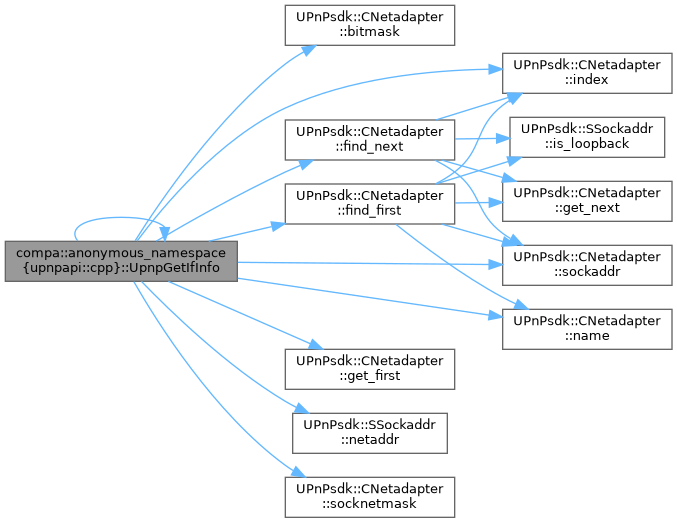 UPnPsdk::CNetadapter
::bitmask
UPnPsdk::CNetadapter
::index
UPnPsdk::CNetadapter
::find_next
UPnPsdk::SSockaddr
::is_loopback
UPnPsdk::CNetadapter
::find_first
UPnPsdk::CNetadapter
::get_next
compa::anonymous_namespace
{upnpapi::cpp}::UpnpGetIfInfo
UPnPsdk::CNetadapter
::sockaddr
UPnPsdk::CNetadapter
::name
UPnPsdk::CNetadapter
::get_first
UPnPsdk::SSockaddr
::netaddr
UPnPsdk::CNetadapter
::socknetmask